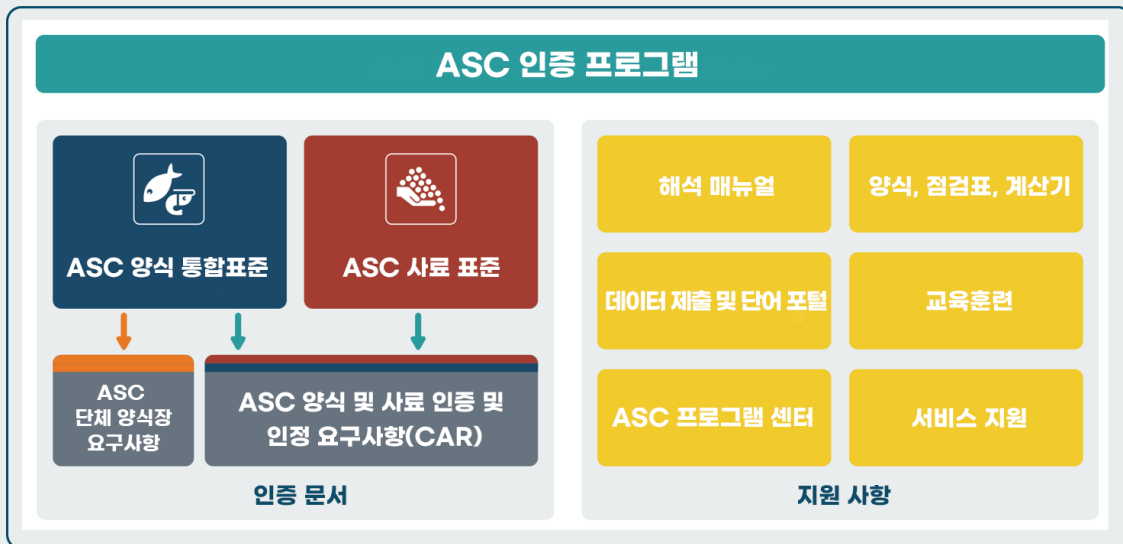 ASC 인증 프로그램
ASC 양식 통합표준
ASC 사료 표준
ASC
단체 양식장
요구사항
ASC 양식 및 사료 인증 및
인정 요구사항(CAR)
인증 문서
해석 매뉴얼
양식, 점검표, 계산기
데이터 제출 및 단어 포털
교육훈련
ASC 프로그램 센터
서비스 지원
지원 사항